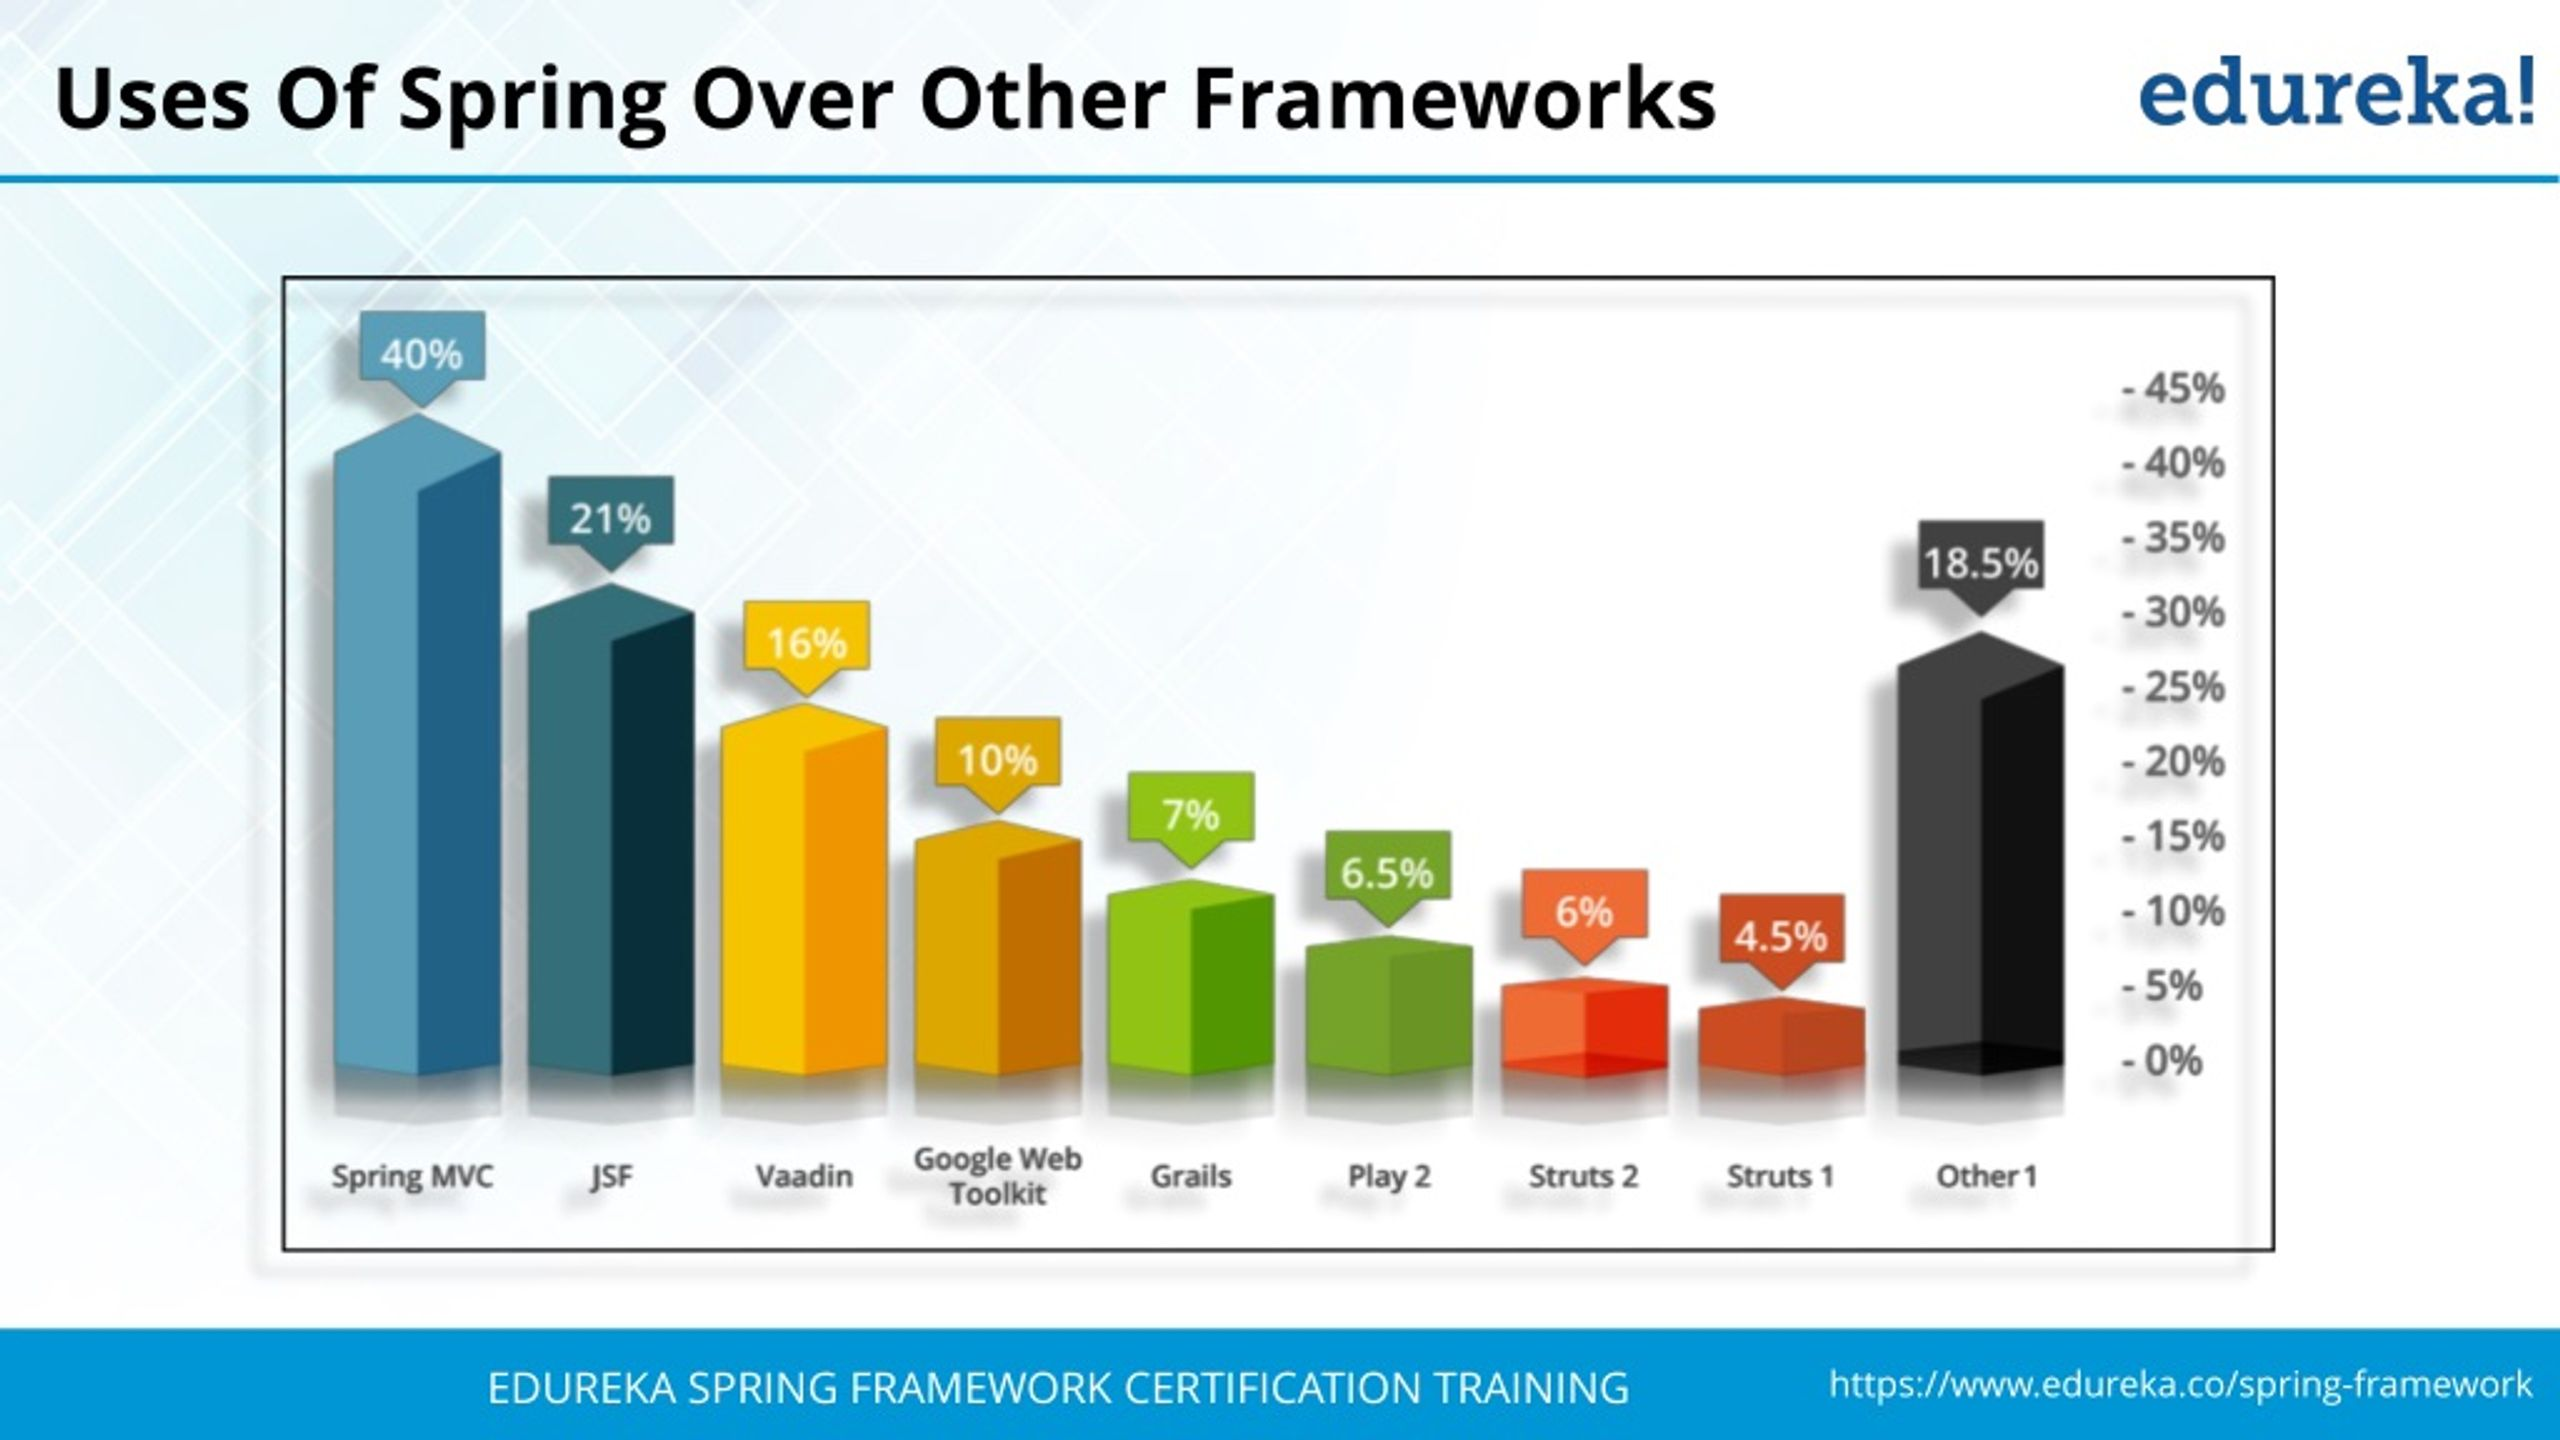 Uses Of Spring Over Other Frameworks
edureka!
40%
21%
16%
10%
7%
6.5%
6%
4.5%
18.5%
- 45%
- 40%
- 35%
- 30%
- 25%
- 20%
- 15%
- 10%
- 5%
- 0%
Spring MVC
JSF
Vaadin
Google Web
Toolkit
Grails
Play 2
Struts 2
Struts 1
Other 1
EDUREKA SPRING FRAMEWORK CERTIFICATION TRAINING
https://www.edureka.co/spring-framework